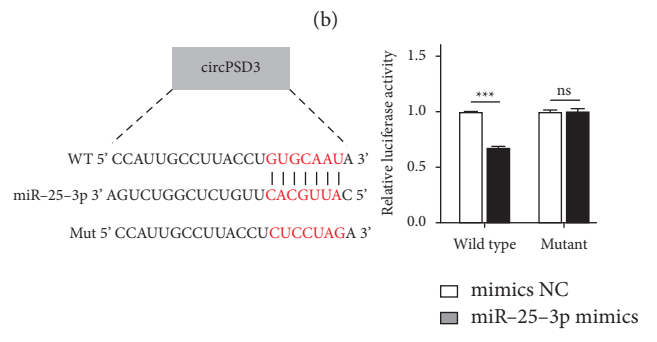 (b)
circPSD3
WT 5’ CCAUUGCCUUACCUGUGCAAUA 3’
miR–25–3p 3’ AGUCUGGCUCUGUUCACGUUAC 5’
Mut 5’ CCAUUGCCUUACCUCUCCUAGA 3’
Relative luciferase activity
1.5
1.0
0.5
0.0
***
ns
Wild type
Mutant
mimics NC
miR–25–3p mimics